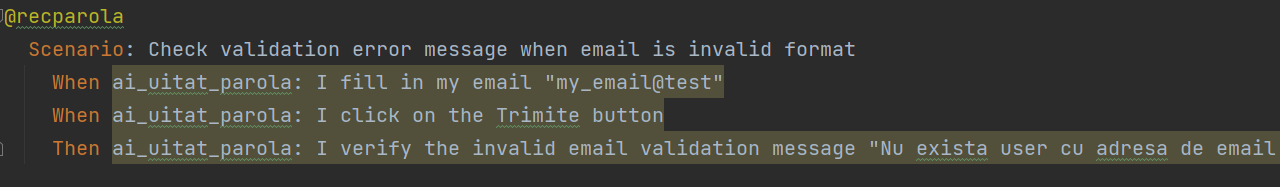 @recparola
Scenario: Check validation error message when email is invalid format
When ai_uitat_parola: I fill in my email "my_email@test"
When ai_uitat_parola: I click on the Trimite button
Then ai_uitat_parola: I verify the invalid email validation message "Nu exista user cu adresa de email